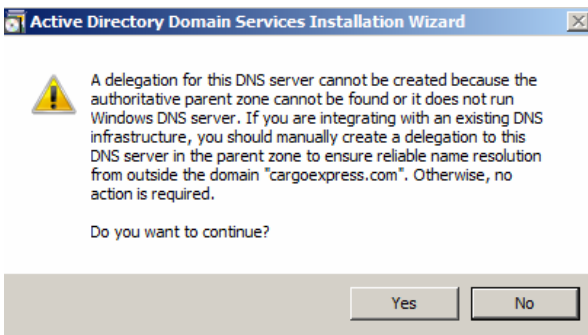 Active Directory Domain Services Installation Wizard
A delegation for this DNS server cannot be created because the
authoritative parent zone cannot be found or it does not run
Windows DNS server. If you are integrating with an existing DNS
infrastructure, you should manually create a delegation to this
DNS server in the parent zone to ensure reliable name resolution
from outside the domain "cargoexpress.com". Otherwise, no
action is required.
Do you want to continue?
Yes No